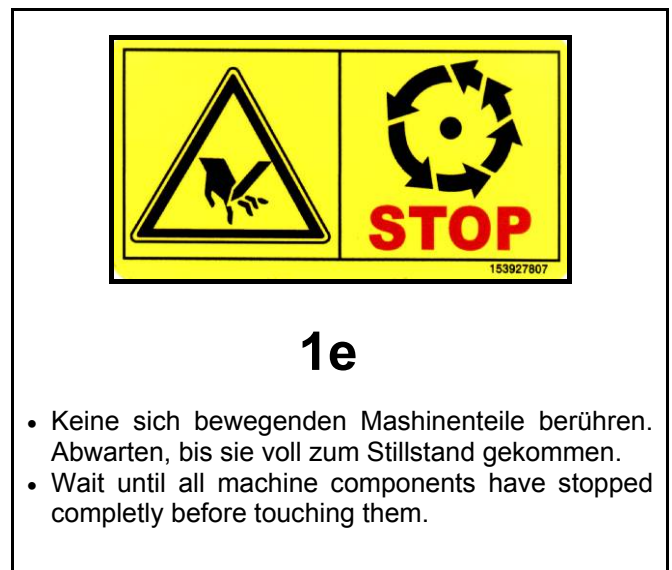 STOP
153927807
1e
• Keine sich bewegenden Mashinenteile berühren.
Abwarten, bis sie voll zum Stillstand gekommen.
• Wait until all machine components have stopped
completly before touching them.